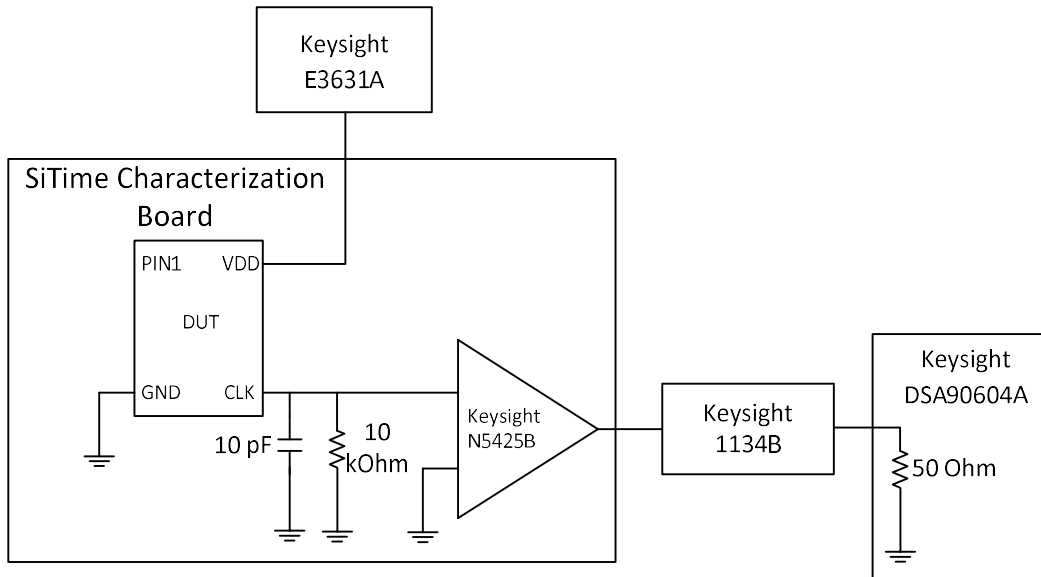 Keysight
E3631A
SiTime Characterization
Board
PIN1
VDD
DUT
GND
CLK
10 pF
10
kOhm
Keysight
N5425B
Keysight
1134B
Keysight
DSA90604A
50 Ohm